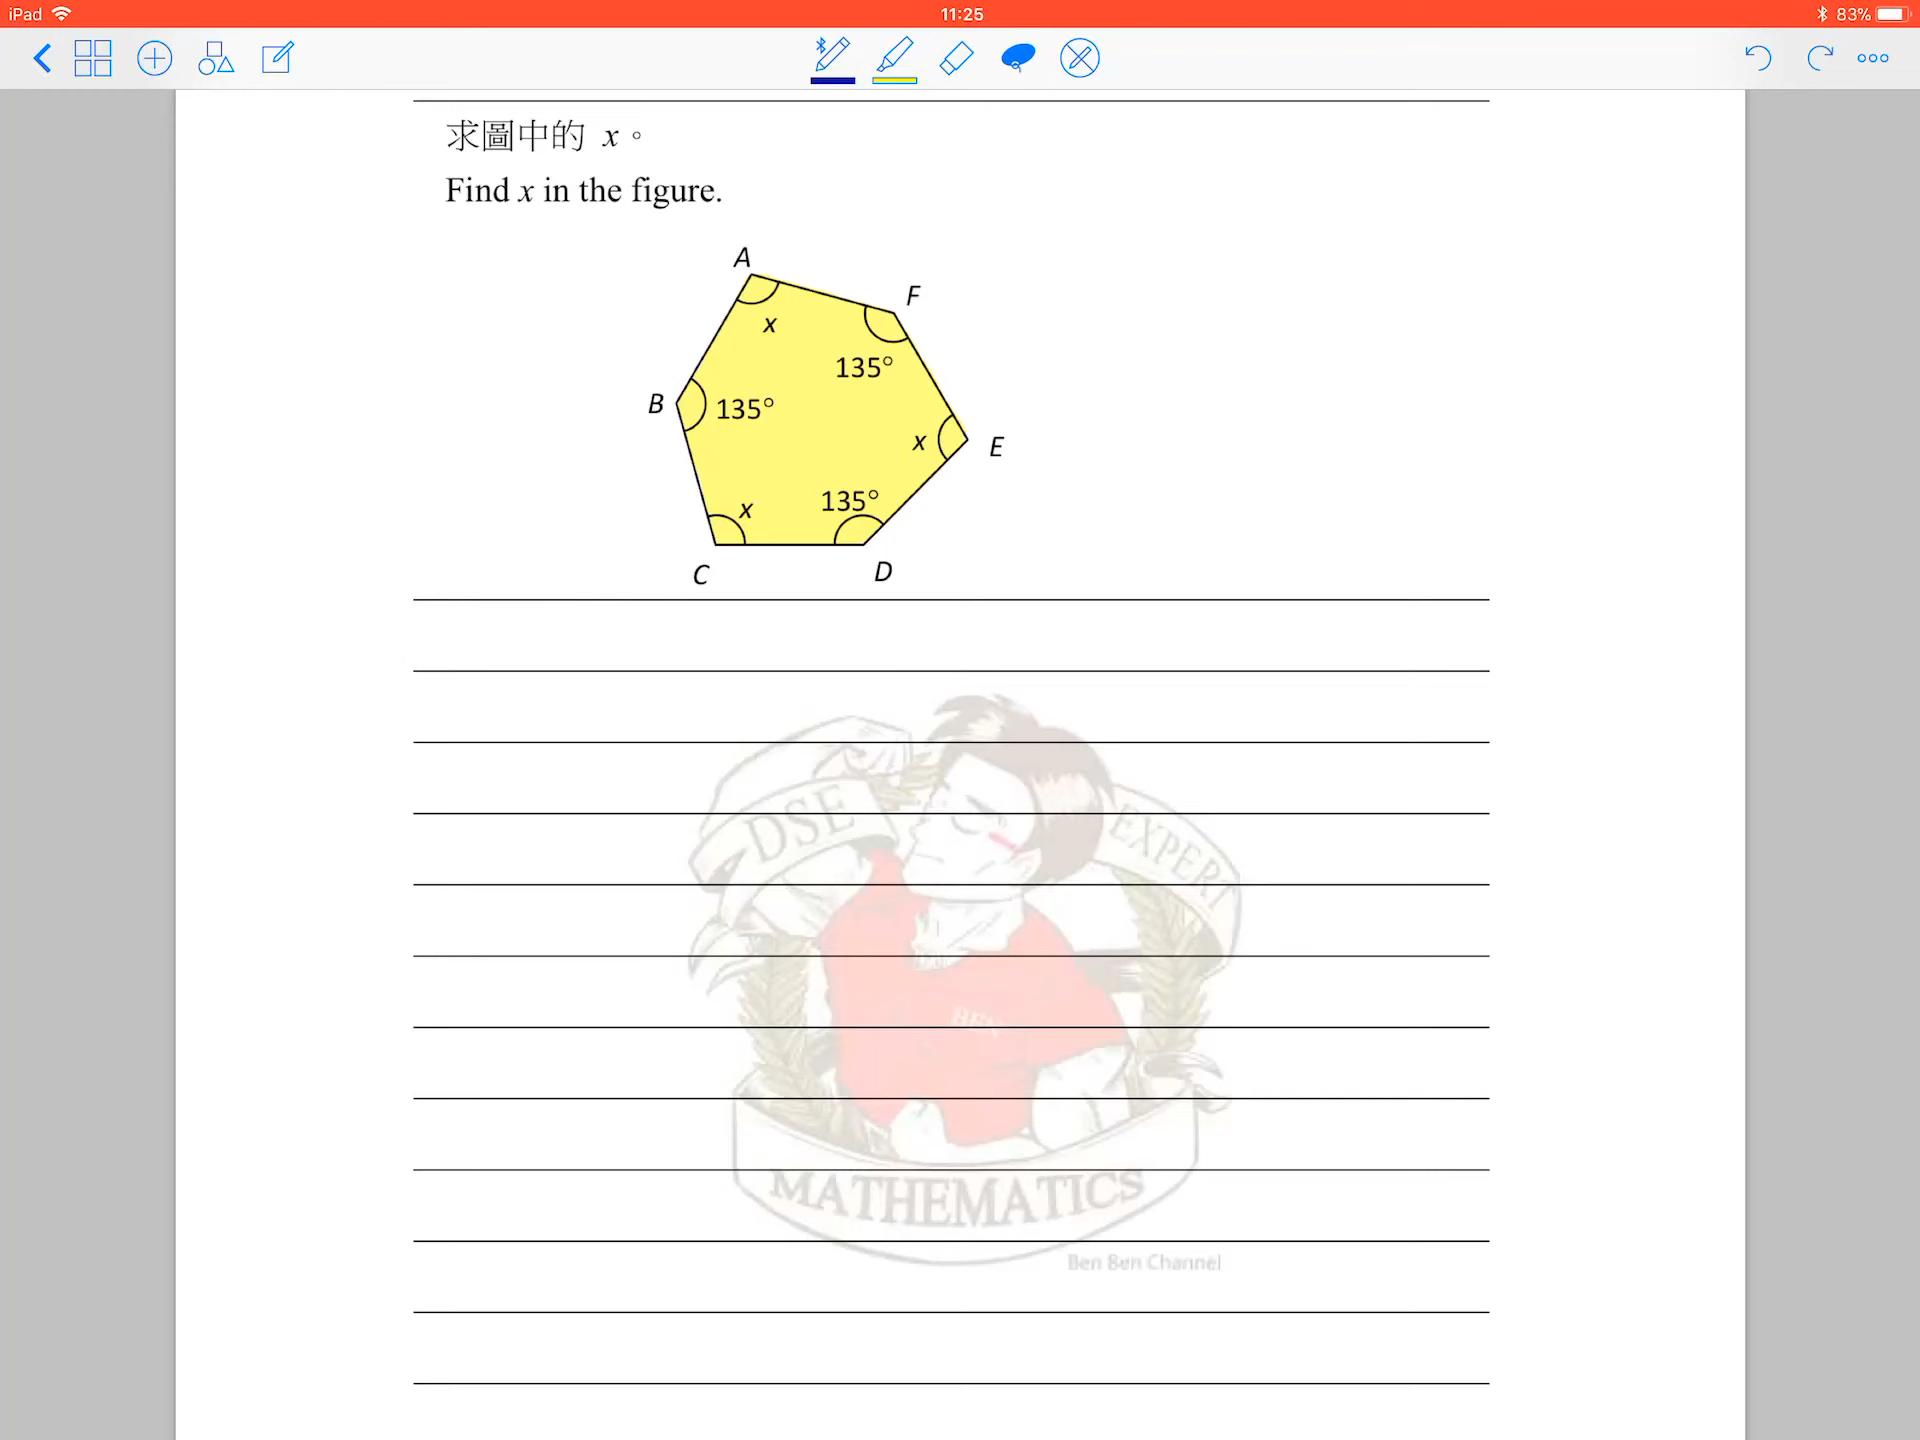 iPad 11:25 83%
求圖中的 x。
Find x in the figure.
A
F
x
135°
B 135°
x E
x 135°
C D
DSE EXPERT
BEN
MATHEMATICS
Ben Ben Channel